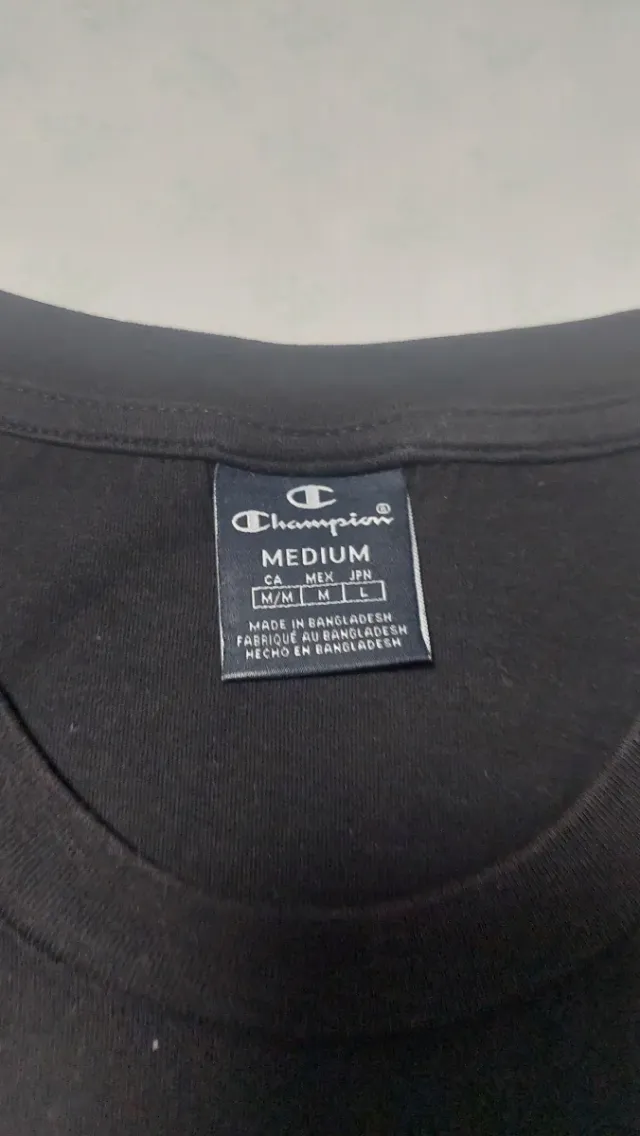 Champion®
MEDIUM
CA MEX JPN
M/M M L
MADE IN BANGLADESH
FABRIQUÉ AU BANGLADESH
HECHO EN BANGLADESH